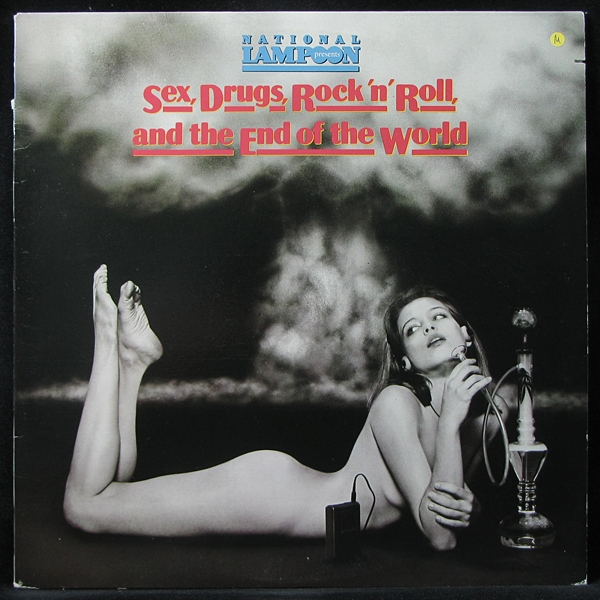 NATIONAL
LAMPOON
presents
Sex, Drugs, Rock 'n' Roll,
and the End of the World
M